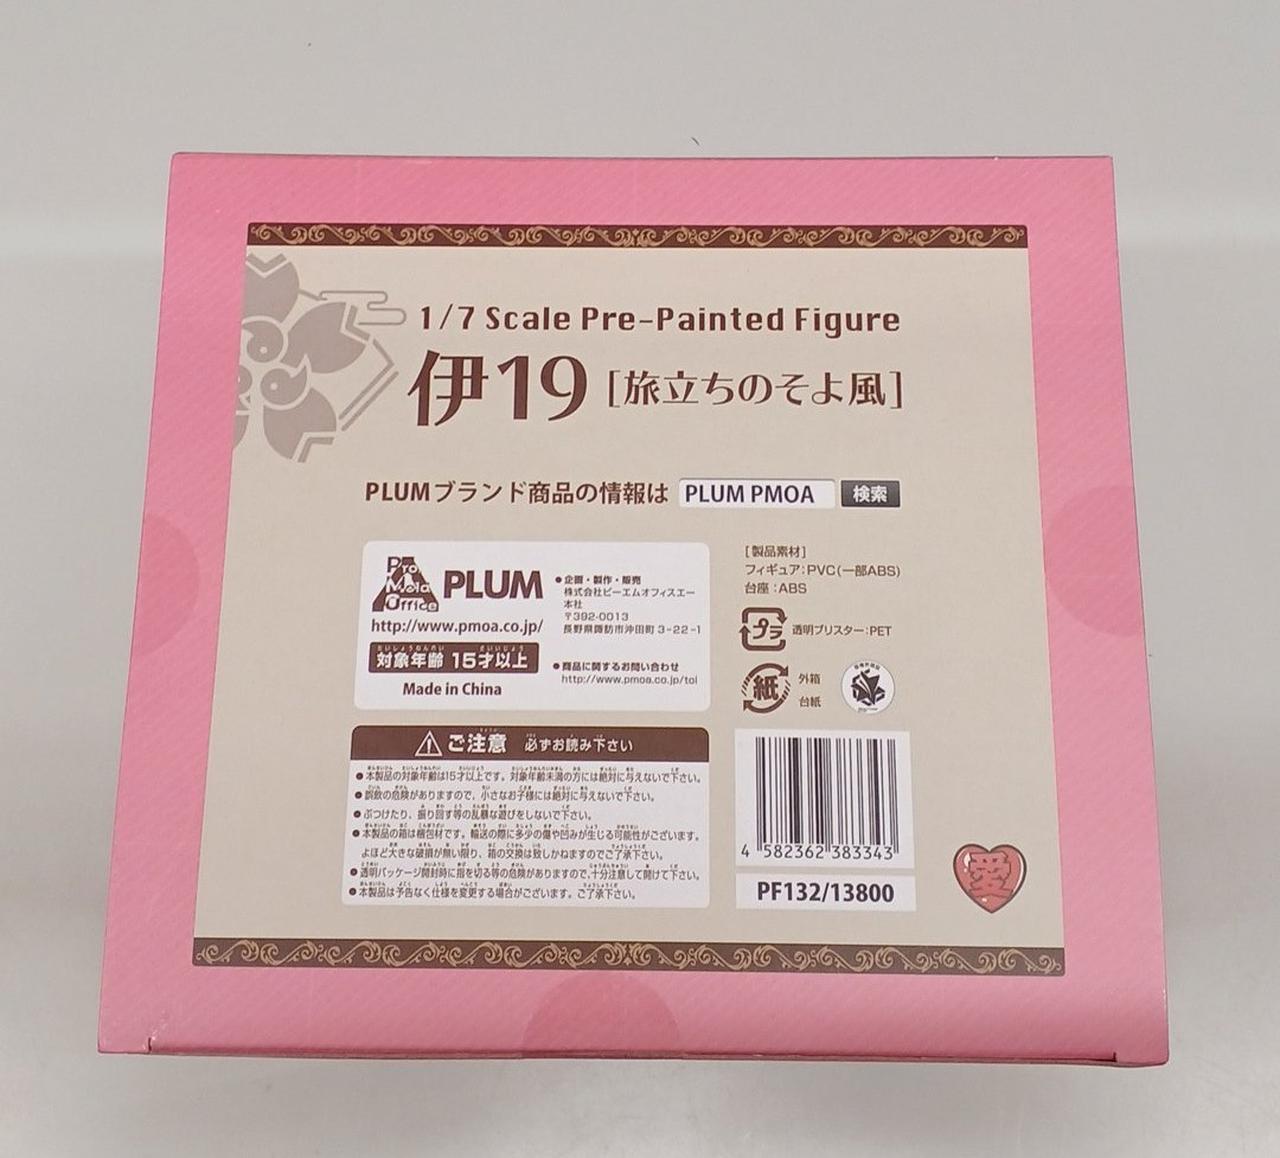 1/7 Scale Pre-Painted Figure
伊19 [旅立ちのそよ風]
PLUMブランド商品の情報は PLUM PMOA 検索
Pro Mold Office A PLUM
http://www.pmoa.co.jp/
対象年齢 15才以上
Made in China
●企画・製作・販売
株式会社ピーエムオフィスエー
本社
〒392-0013
長野県諏訪市沖田町3-22-1
●商品に関するお問い合わせ
http://www.pmoa.co.jp/toi
[製品素材]
フィギュア:PVC(一部ABS)
台座:ABS
プラ 透明ブリスター:PET
紙 外箱
台紙
ご注意 必ずお読み下さい
●本製品の対象年齢は15才以上です。対象年齢未満の方には絶対に与えないで下さい。
●誤飲の危険がありますので、小さなお子様には絶対に与えないで下さい。
●ぶつけたり、振り回す等の乱暴な遊びをしないで下さい。
●本製品の箱は梱包材です。輸送の際に多少の傷や凹みが生じる可能性がございます。
よほど大きな破損が無い限り、箱の交換は致しかねますのでご了承下さい。
●透明パッケージ開封時に指を切る等の危険がありますので、十分注意して開けて下さい。
●本製品は予告なく仕様を変更する場合がございます。ご了承下さい。
4 582362 383343
PF132/13800
愛